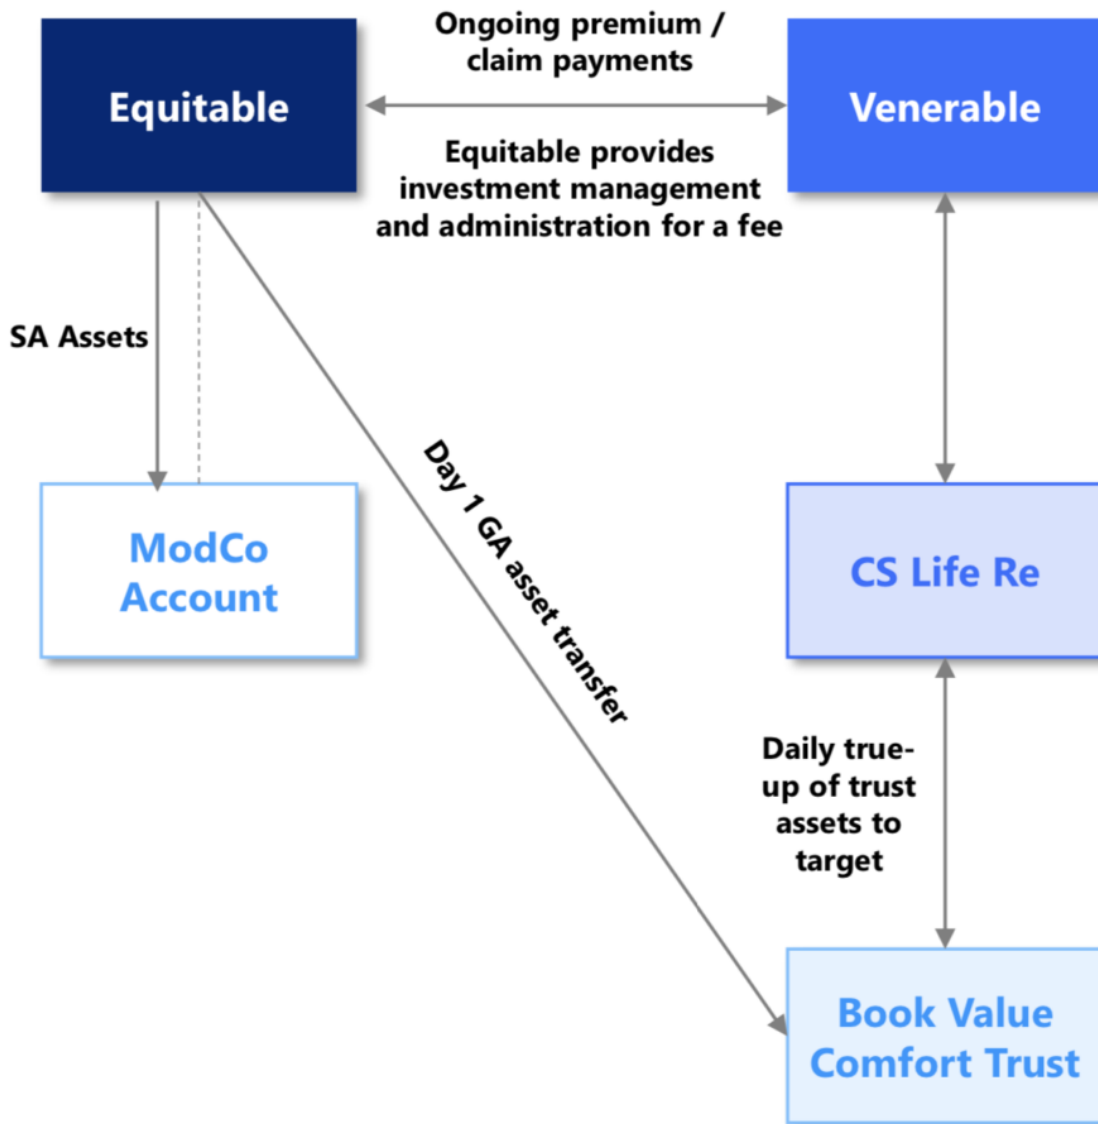 Ongoing premium /
claim payments
Equitable
Venerable
Equitable provides
investment management
and administration for a fee
SA Assets
Day 1 GA asset transfer
ModCo
Account
CS Life Re
Daily true-
up of trust
assets to
target
Book Value
Comfort Trust